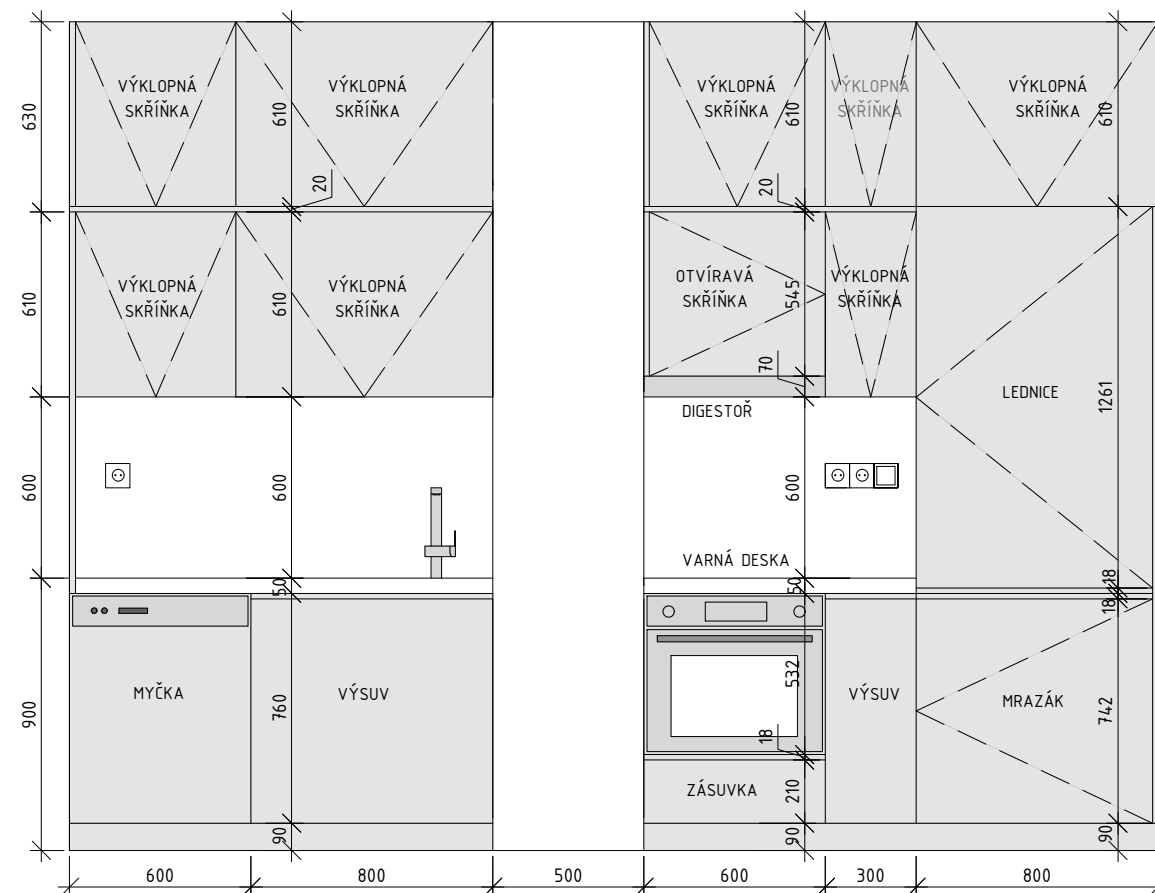 VÝKLOPNÁ
SKŘÍŇKA
VÝKLOPNÁ
SKŘÍŇKA
VÝKLOPNÁ
SKŘÍŇKA
VÝKLOPNÁ
SKŘÍŇKA
VÝKLOPNÁ
SKŘÍŇKA
630
610
610
610
20
20
VÝKLOPNÁ
SKŘÍŇKA
VÝKLOPNÁ
SKŘÍŇKA
OTVÍRAVÁ
SKŘÍŇKA
VÝKLOPNÁ
SKŘÍŇKA
610
610
545
70
LEDNICE
1261
DIGESTOŘ
600
600
600
VARNÁ DESKA
50
50
18
18
MYČKA
VÝSUV
VÝSUV
MRAZÁK
900
760
532
742
18
ZÁSUVKA
210
90
90
90
600
800
500
600
300
800